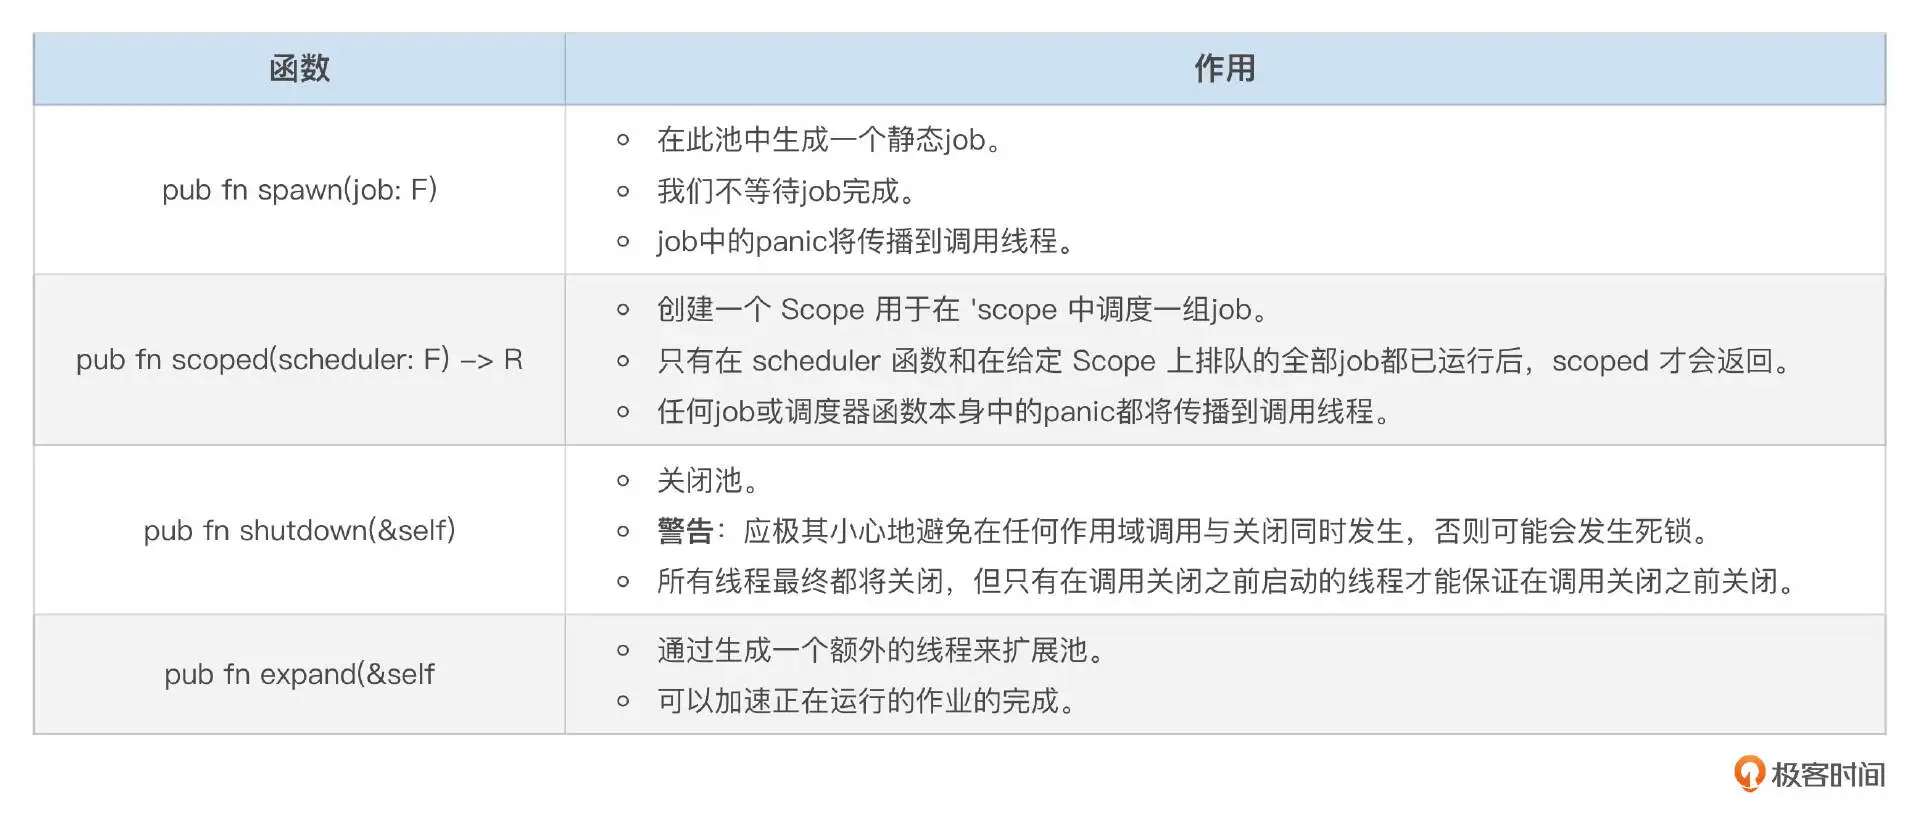 函数
作用
pub fn spawn(job: F)
在此池中生成一个静态job。
我们不等待job完成。
job中的panic将传播到调用线程。
pub fn scoped(scheduler: F) -> R
创建一个 Scope 用于在 'scope 中调度一组job。
只有在 scheduler 函数和在给定 Scope 上排队的全部job都已运行后，scoped 才会返回。
任何job或调度器函数本身中的panic都将传播到调用线程。
pub fn shutdown(&self)
关闭池。
警告：应极其小心地避免在任何作用域调用与关闭同时发生，否则可能会发生死锁。
所有线程最终都将关闭，但只有在调用关闭之前启动的线程才能保证在调用关闭之前关闭。
pub fn expand(&self
通过生成一个额外的线程来扩展池。
可以加速正在运行的作业的完成。
极客时间